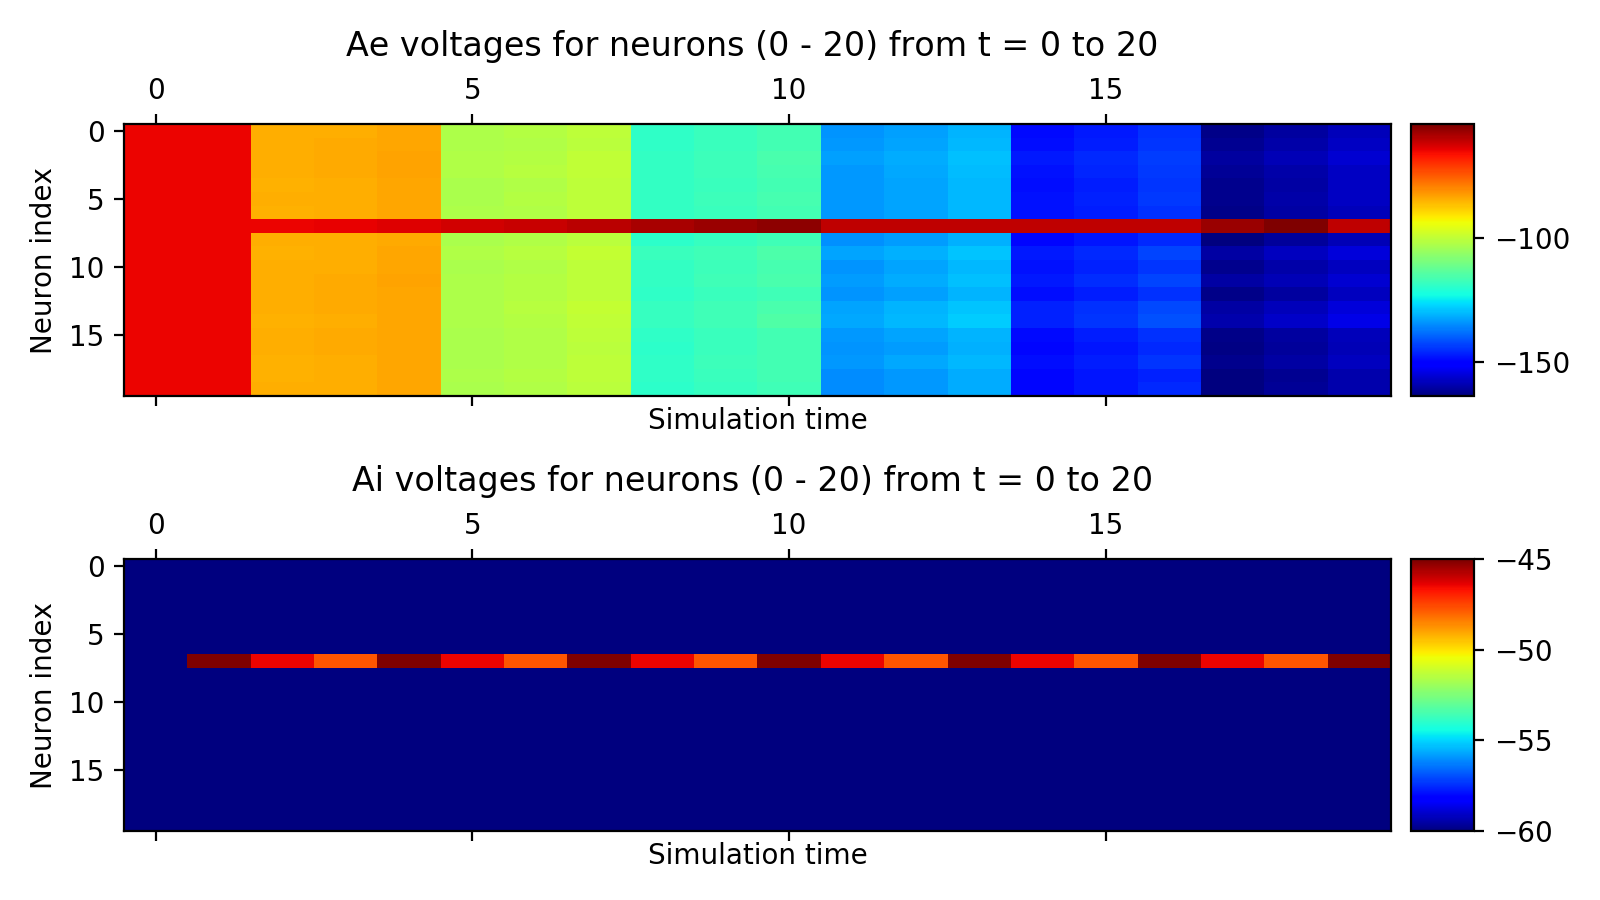 Ae voltages for neurons (0 - 20) from t = 0 to 20
0 5 10 15
Neuron index
0
5
10
15
−100
−150
Simulation time
Ai voltages for neurons (0 - 20) from t = 0 to 20
0 5 10 15
Neuron index
0
5
10
15
−45
−50
−55
−60
Simulation time